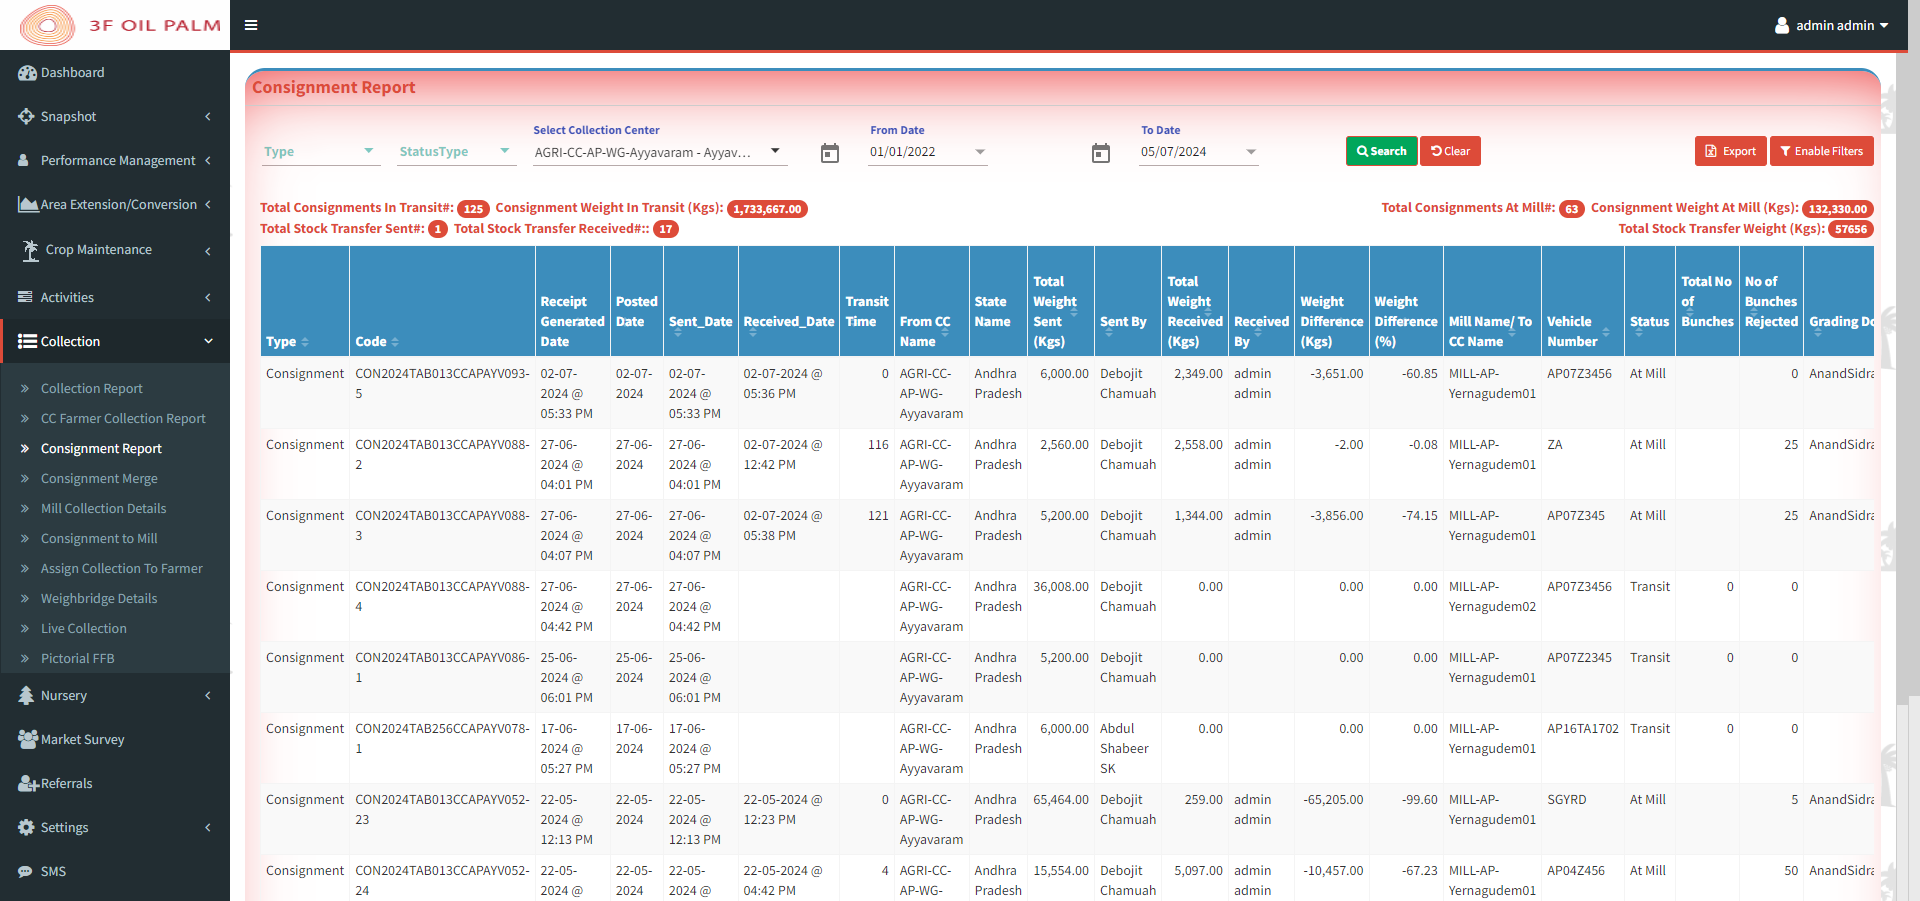 3F OIL PALM
admin admin
Dashboard
Snapshot
Performance Management
Area Extension/Conversion
Crop Maintenance
Activities
Collection
Collection Report
CC Farmer Collection Report
Consignment Report
Consignment Merge
Mill Collection Details
Consignment to Mill
Assign Collection To Farmer
Weighbridge Details
Live Collection
Pictorial FFB
Nursery
Market Survey
Referrals
Settings
SMS
Consignment Report
Type
StatusType
Select Collection Center
AGRI-CC-AP-WG-Ayyavaram - Ayyav...
From Date
01/01/2022
To Date
05/07/2024
Search
Clear
Export
Enable Filters
Total Consignments In Transit#: 125 Consignment Weight In Transit (Kgs): 1,733,667.00
Total Consignments At Mill#: 63 Consignment Weight At Mill (Kgs): 132,330.00
Total Stock Transfer Sent#: 1 Total Stock Transfer Received#:: 17
Total Stock Transfer Weight (Kgs): 57656
Type
Code
Receipt Generated Date
Posted Date
Sent_Date
Received_Date
Transit Time
From CC Name
State Name
Total Weight Sent (Kgs)
Sent By
Total Weight Received (Kgs)
Received By
Weight Difference (Kgs)
Weight Difference (%)
Mill Name/ To CC Name
Vehicle Number
Status
Total No of Bunches
No of Bunches Rejected
Grading Do
Consignment CON2024TAB013CCAPAYV093-5 02-07-2024 @ 05:33 PM 02-07-2024 02-07-2024 @ 05:33 PM 02-07-2024 @ 05:36 PM 0 AGRI-CC-AP-WG-Ayyavaram Andhra Pradesh 6,000.00 Debojit Chamuah 2,349.00 admin admin -3,651.00 -60.85 MILL-AP-Yernagudem01 AP07Z3456 At Mill 0 AnandSidra
Consignment CON2024TAB013CCAPAYV088-2 27-06-2024 @ 04:01 PM 27-06-2024 27-06-2024 @ 04:01 PM 02-07-2024 @ 12:42 PM 116 AGRI-CC-AP-WG-Ayyavaram Andhra Pradesh 2,560.00 Debojit Chamuah 2,558.00 admin admin -2.00 -0.08 MILL-AP-Yernagudem01 ZA At Mill 25 AnandSidra
Consignment CON2024TAB013CCAPAYV088-3 27-06-2024 @ 04:07 PM 27-06-2024 27-06-2024 @ 04:07 PM 02-07-2024 @ 05:38 PM 121 AGRI-CC-AP-WG-Ayyavaram Andhra Pradesh 5,200.00 Debojit Chamuah 1,344.00 admin admin -3,856.00 -74.15 MILL-AP-Yernagudem01 AP07Z345 At Mill 25 AnandSidra
Consignment CON2024TAB013CCAPAYV088-4 27-06-2024 @ 04:42 PM 27-06-2024 27-06-2024 @ 04:42 PM AGRI-CC-AP-WG-Ayyavaram Andhra Pradesh 36,008.00 Debojit Chamuah 0.00 0.00 0.00 MILL-AP-Yernagudem02 AP07Z3456 Transit 0 0
Consignment CON2024TAB013CCAPAYV086-1 25-06-2024 @ 06:01 PM 25-06-2024 25-06-2024 @ 06:01 PM AGRI-CC-AP-WG-Ayyavaram Andhra Pradesh 5,200.00 Debojit Chamuah 0.00 0.00 0.00 MILL-AP-Yernagudem01 AP07Z2345 Transit 0 0
Consignment CON2024TAB256CCAPAYV078-1 17-06-2024 @ 05:27 PM 17-06-2024 17-06-2024 @ 05:27 PM AGRI-CC-AP-WG-Ayyavaram Andhra Pradesh 6,000.00 Abdul Shabeer SK 0.00 0.00 0.00 MILL-AP-Yernagudem01 AP16TA1702 Transit 0 0
Consignment CON2024TAB013CCAPAYV052-23 22-05-2024 @ 12:13 PM 22-05-2024 22-05-2024 @ 12:13 PM 22-05-2024 @ 12:23 PM 0 AGRI-CC-AP-WG-Ayyavaram Andhra Pradesh 65,464.00 Debojit Chamuah 259.00 admin admin -65,205.00 -99.60 MILL-AP-Yernagudem01 SGYRD At Mill 5 AnandSidra
Consignment CON2024TAB013CCAPAYV052-24 22-05-2024 @ 22-05-2024 22-05-2024 @ 22-05-2024 @ 04:42 PM 4 AGRI-CC-AP-WG- Andhra Pradesh 15,554.00 Debojit Chamuah 5,097.00 admin admin -10,457.00 -67.23 MILL-AP-Yernagudem01 AP04Z456 At Mill 50 AnandSidra